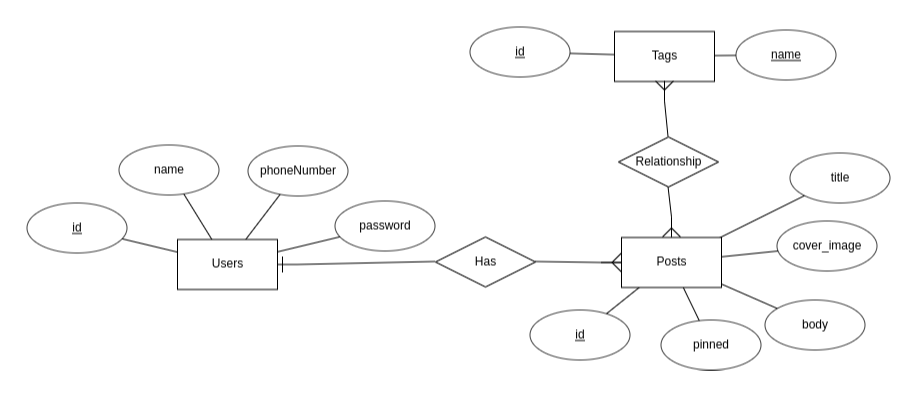 id
Tags
name
name
phoneNumber
Relationship
title
id
password
cover_image
Users
Has
Posts
id
pinned
body